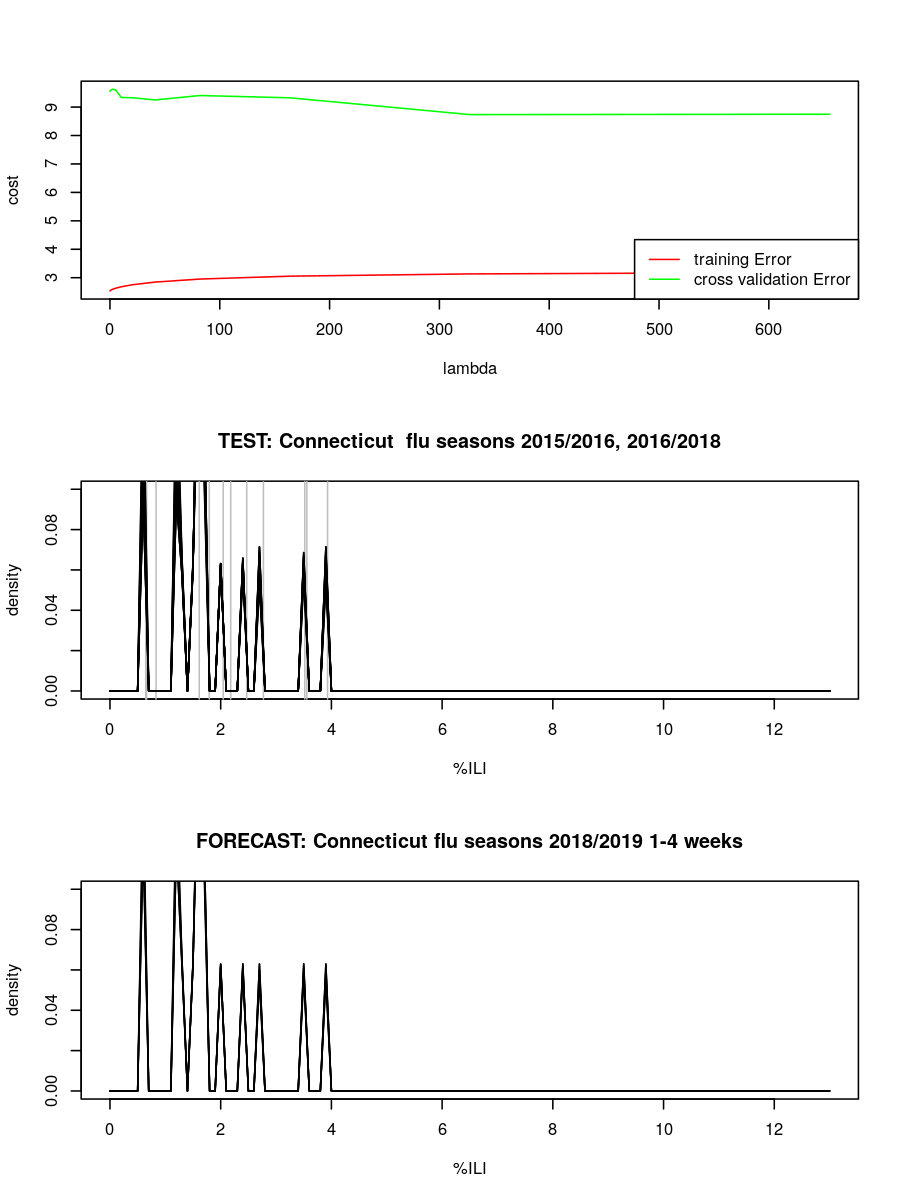 cost
9
8
7
6
5
4
3
training Error
cross validation Error
0 100 200 300 400 500 600
lambda
TEST: Connecticut  flu seasons 2015/2016, 2016/2018
density
0.08
0.04
0.00
0 2 4 6 8 10 12
%ILI
FORECAST: Connecticut flu seasons 2018/2019 1-4 weeks
density
0.08
0.04
0.00
0 2 4 6 8 10 12
%ILI